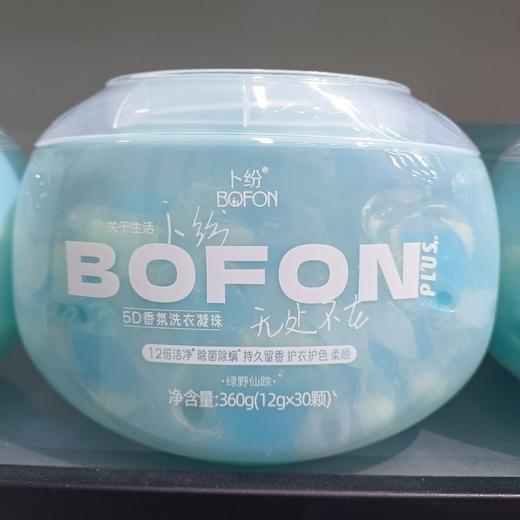 卜纷®
BOFON
关于生活 卜纷
BOFON PLUS
5D香氛洗衣凝珠 无处不在
12倍洁净* 除菌除螨* 持久留香 护衣护色 柔顺
·绿野仙踪·
净含量:360g(12g×30颗)